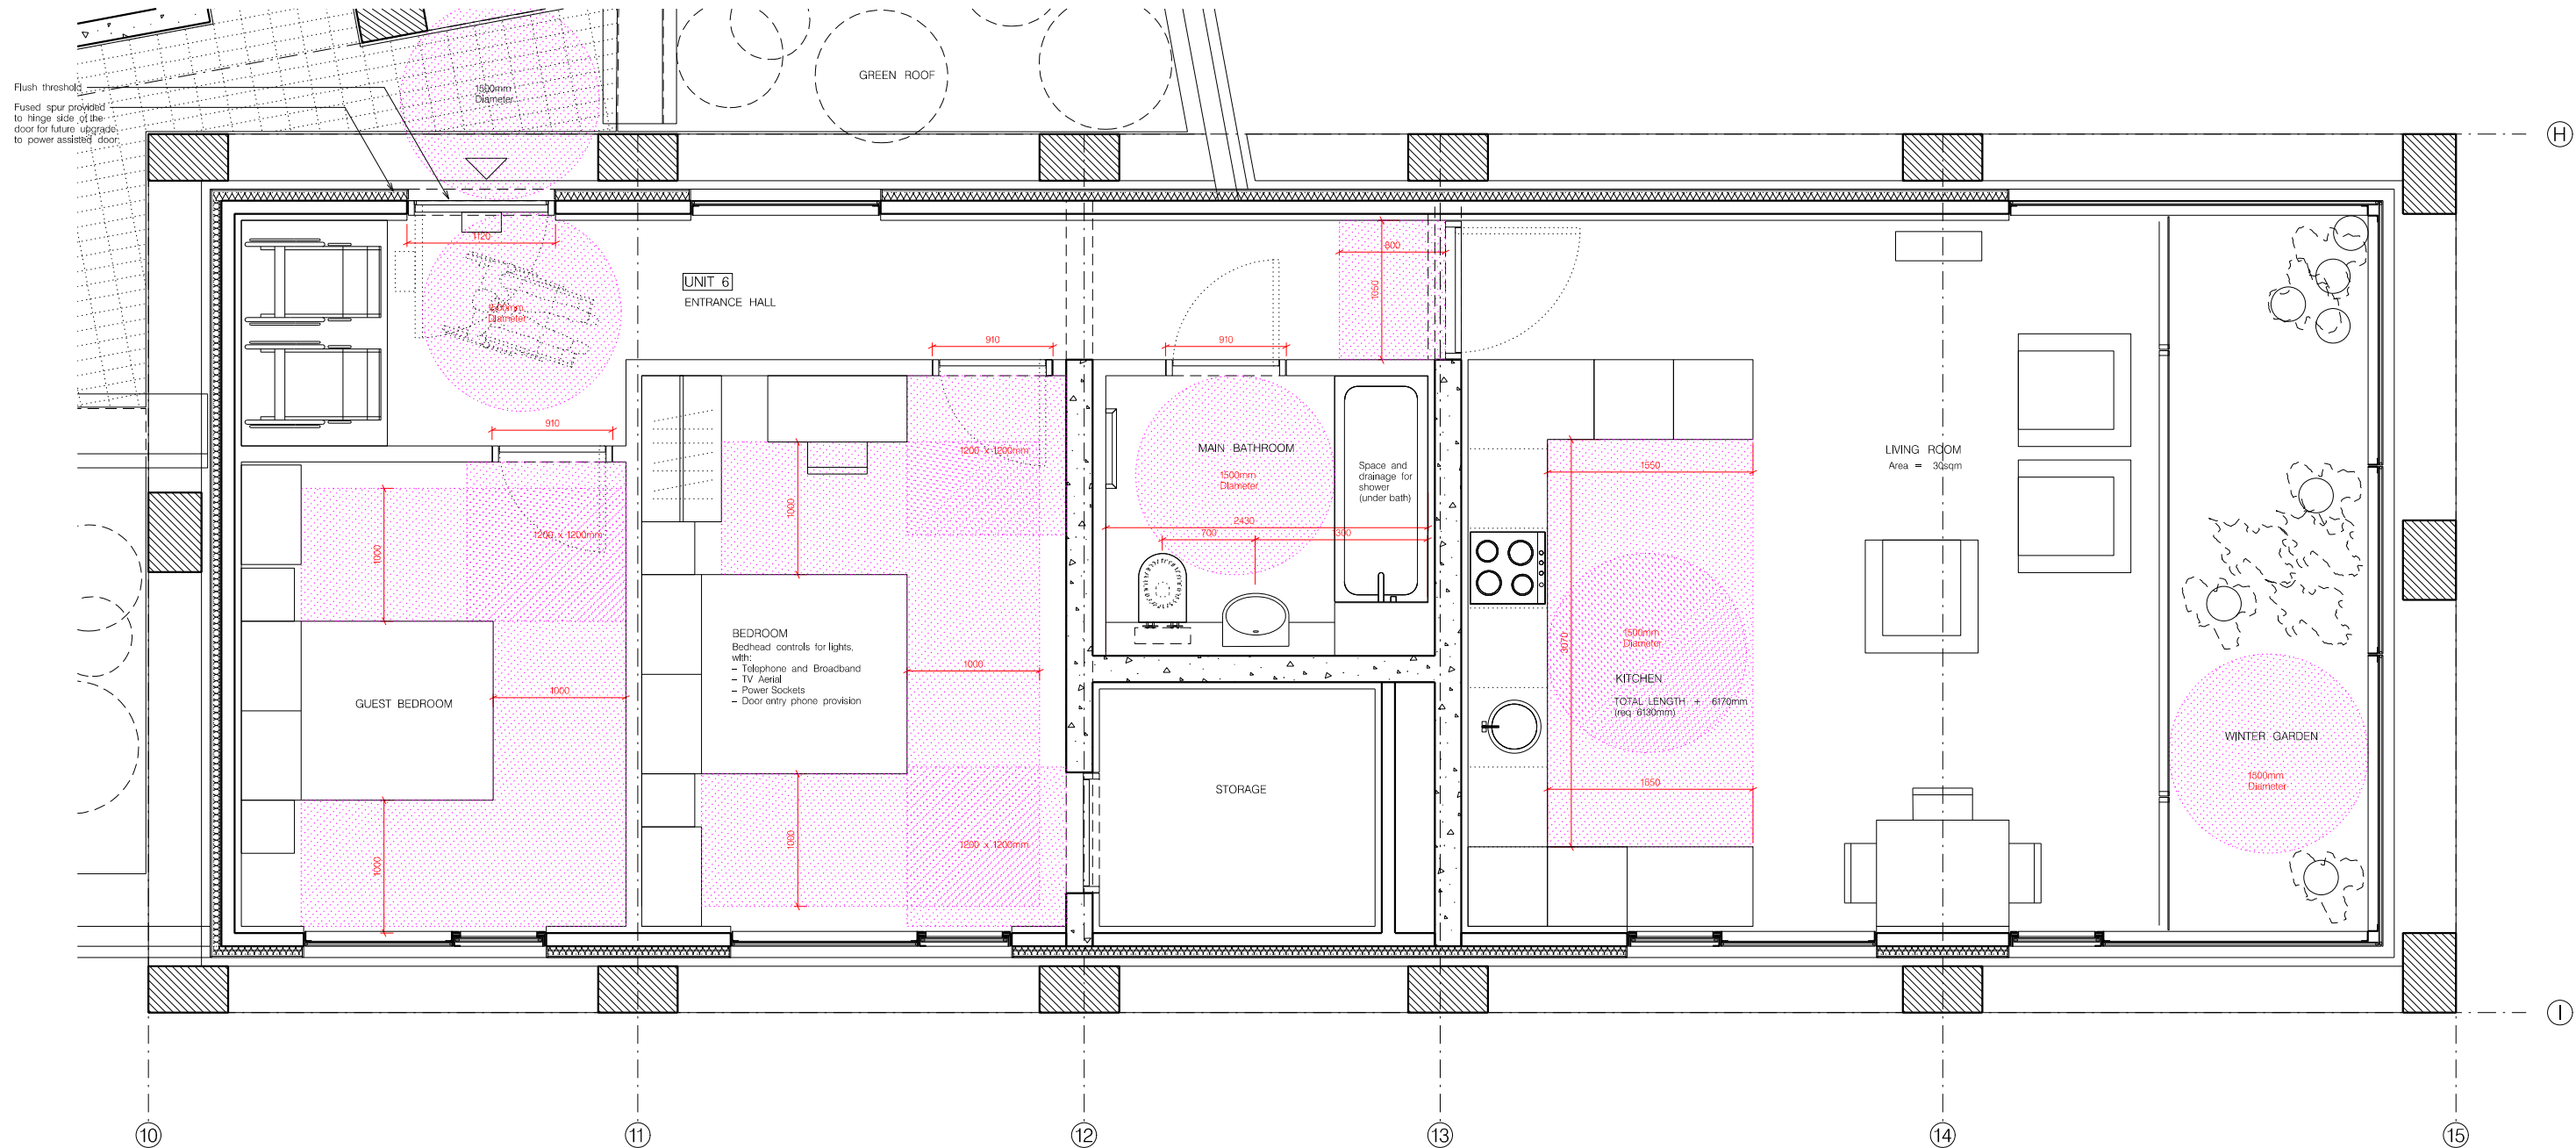 GREEN ROOF
Flush threshold
1500mm
Diameter
Fused spur provided
to hinge side of the
door for future upgrade
to power assisted door
H
1120
UNIT 6
ENTRANCE HALL
800
1050
1500mm
Diameter
910
910
910
MAIN BATHROOM
1500mm
Diameter
Space and
drainage for
shower
(under bath)
1200 x 1200mm
1000
LIVING ROOM
Area = 30sqm
1550
2430
700
1300
1200 x 1200mm
1000
BEDROOM
Bedhead controls for lights,
with:
- Telephone and Broadband
- TV Aerial
- Power Sockets
- Door entry phone provision
1000
1000
GUEST BEDROOM
3070
1500mm
Diameter
KITCHEN
TOTAL LENGTH + 6170mm
(req 6130mm)
WINTER GARDEN
1500mm
Diameter
STORAGE
1650
1000
1000
1200 x 1200mm
I
10
11
12
13
14
15